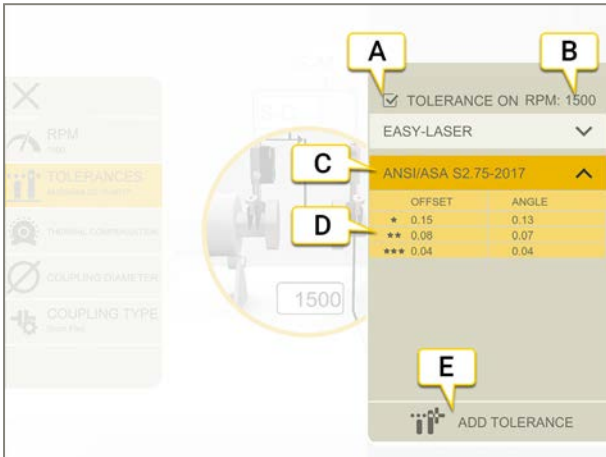 A
B
TOLERANCE ON RPM: 1500
EASY-LASER
C
ANSI/ASA S2.75-2017
OFFSET ANGLE
D
★ 0.15 0.13
★★ 0.08 0.07
★★★ 0.04 0.04
E
ADD TOLERANCE
RPM
TOLERANCES
THERMAL COMPENSATION
COUPLING DIAMETER
COUPLING TYPE
1500